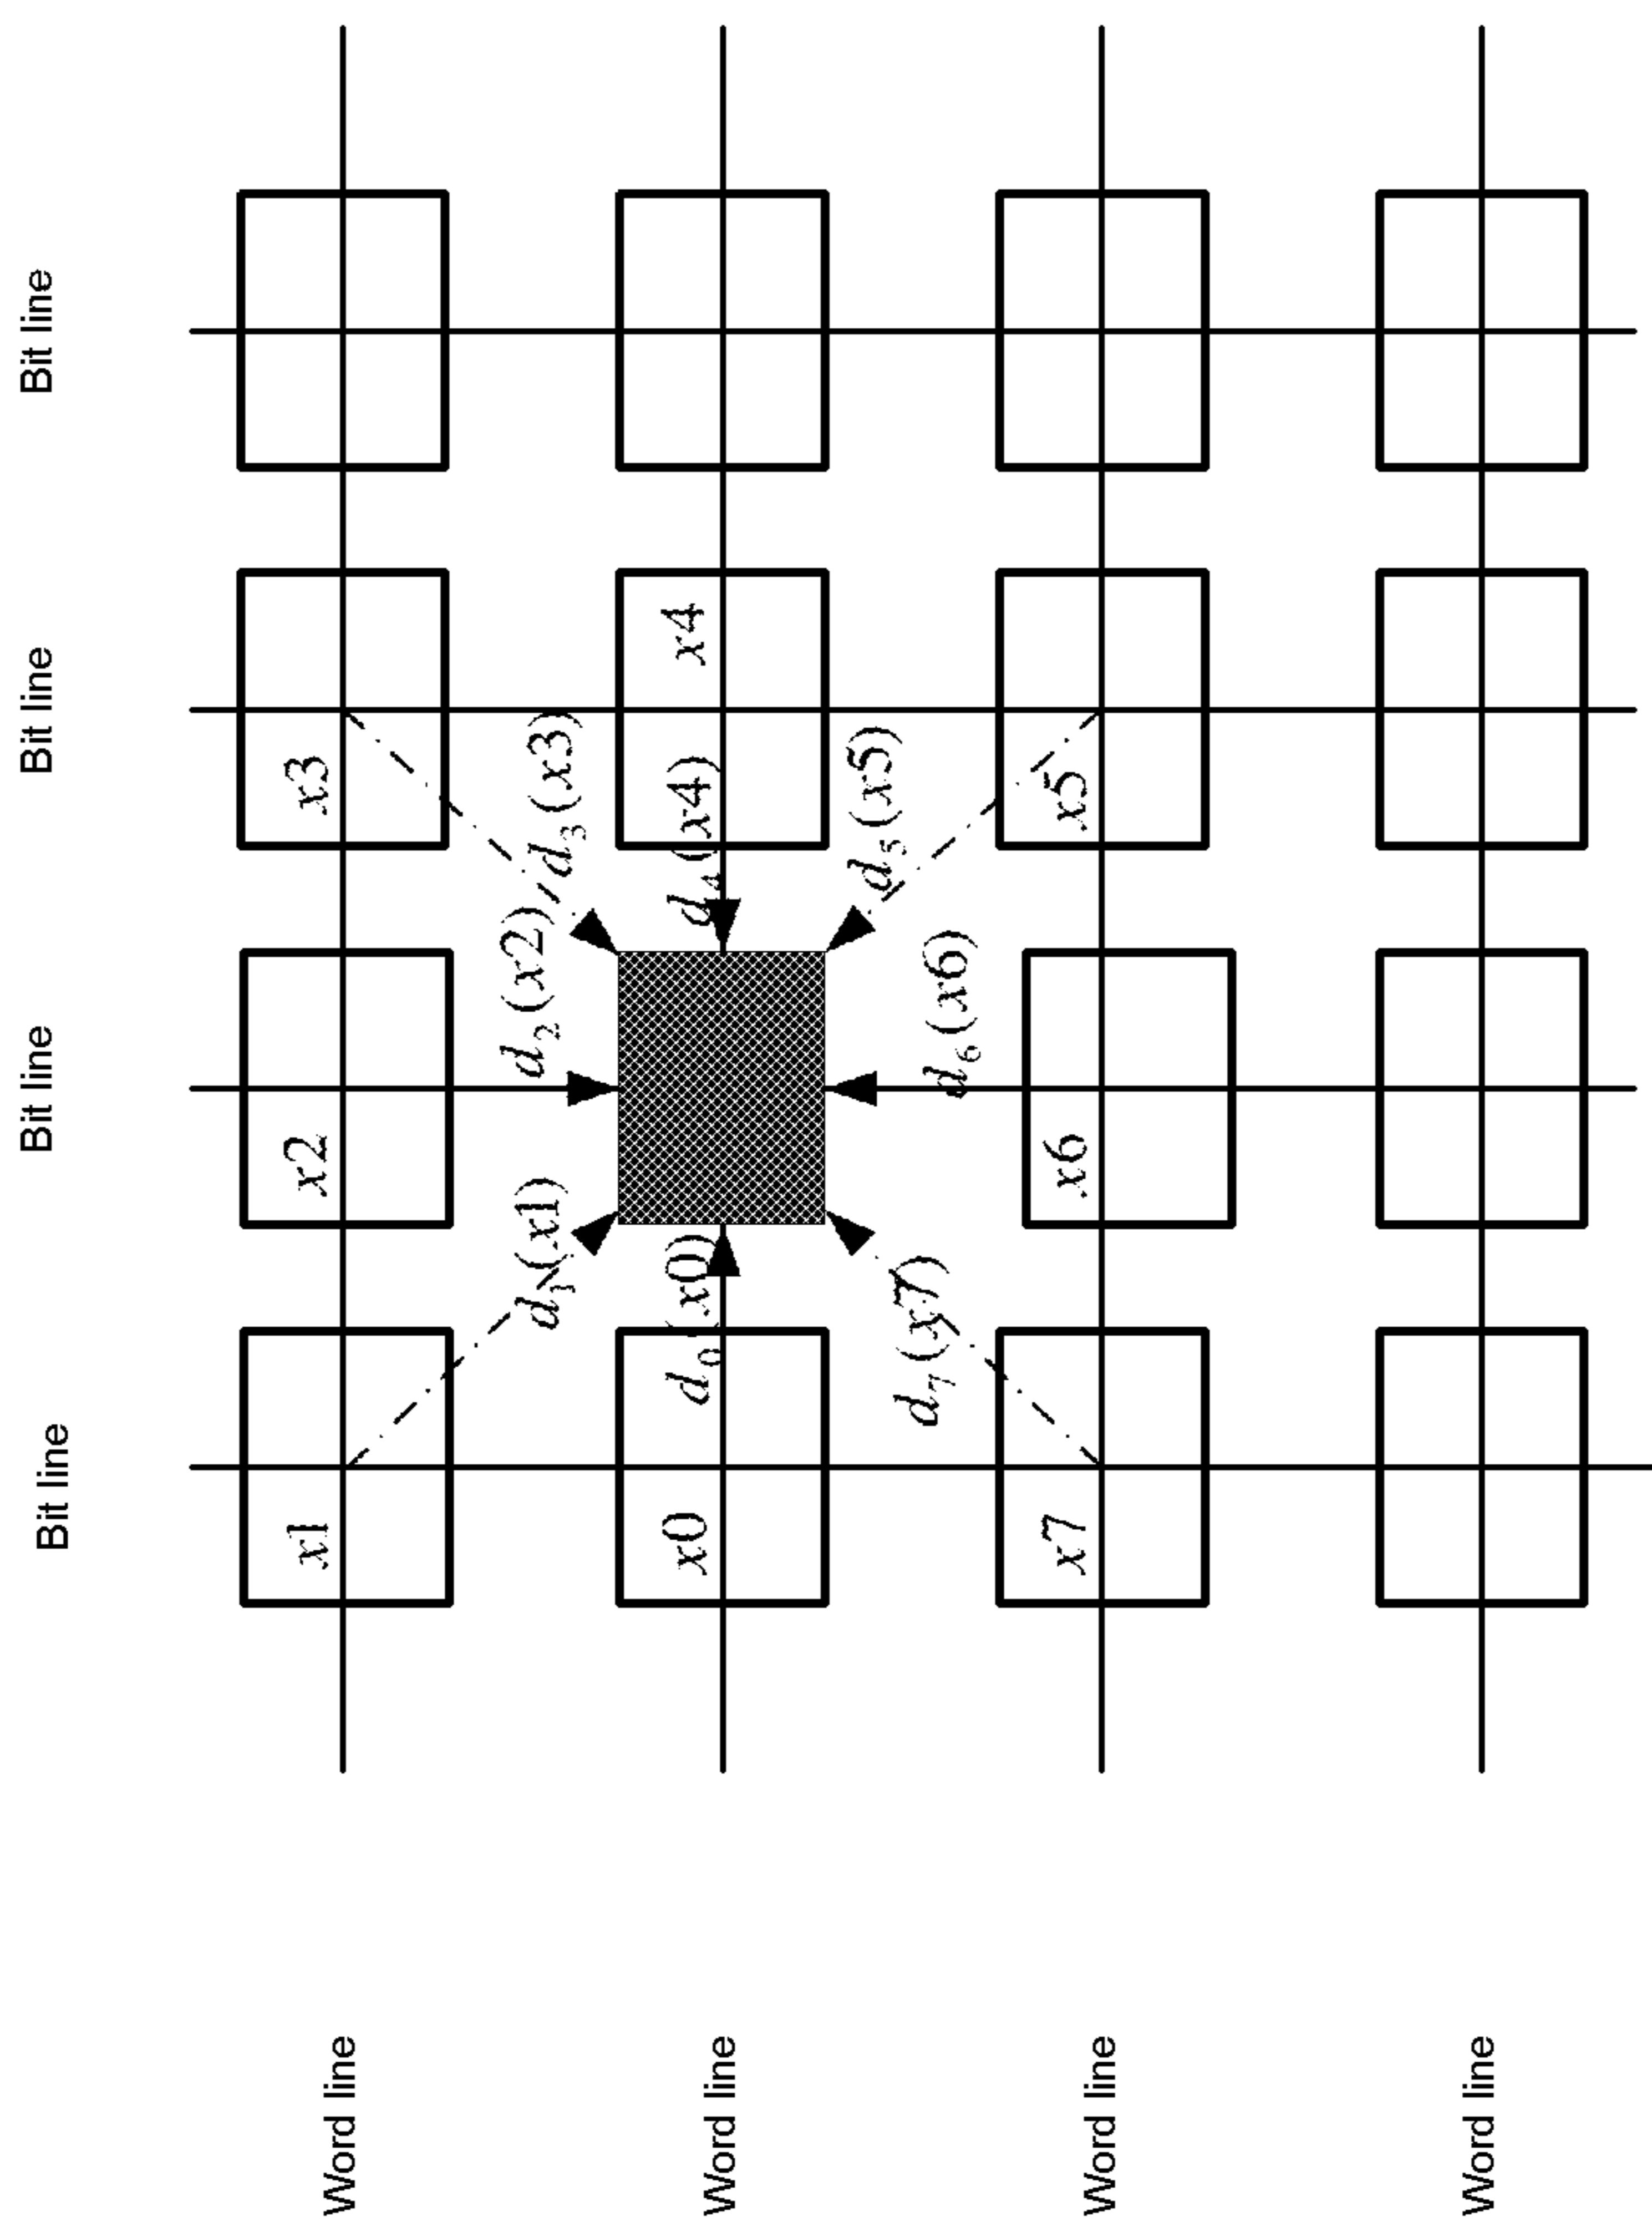 Bit line
Bit line
Bit line
Bit line
Word line
x1
x2
x3
d₁(x1)
d₂(x2)
d₃(x3)
Word line
x0
d₀(x0)
d₄(x4)
x4
d₇(x7)
d₆(x6)
d₅(x5)
Word line
x7
x6
x5
Word line